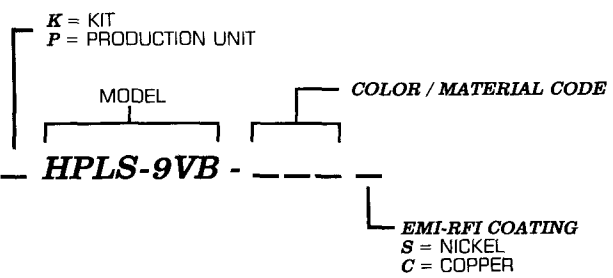 K = KIT
P = PRODUCTION UNIT
MODEL
COLOR / MATERIAL CODE
_ HPLS-9VB - _ _ _ _
EMI-RFI COATING
S = NICKEL
C = COPPER